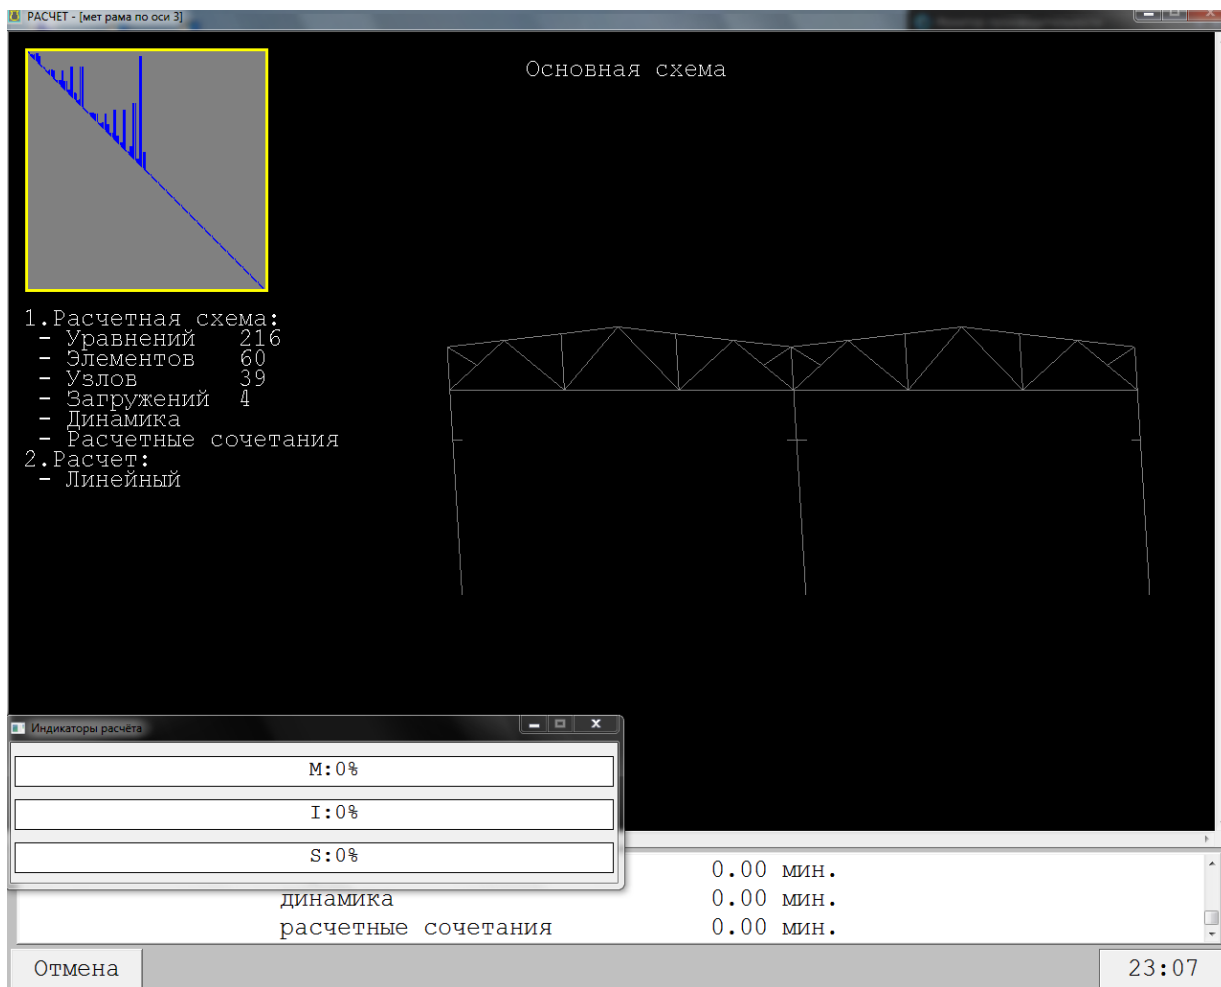 РАСЧЕТ - [мет рама по оси 3]
Основная схема
1.Расчетная схема:
- Уравнений 216
- Элементов 60
- Узлов 39
- Загружений 4
- Динамика
- Расчетные сочетания
2.Расчет:
- Линейный
Индикаторы расчёта
M:0%
I:0%
S:0%
0.00 мин.
динамика 0.00 мин.
расчетные сочетания 0.00 мин.
Отмена
23:07